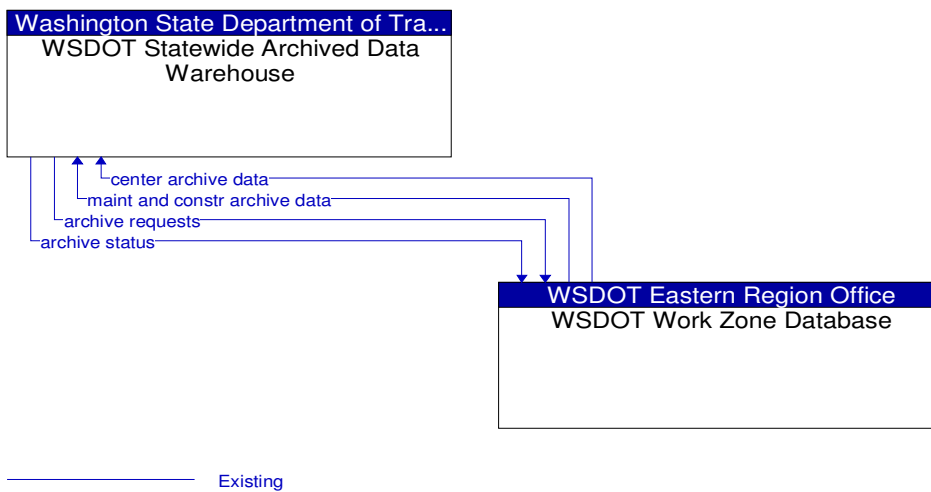 Washington State Department of Tra...
WSDOT Statewide Archived Data
Warehouse
center archive data
maint and constr archive data
archive requests
archive status
WSDOT Eastern Region Office
WSDOT Work Zone Database
Existing